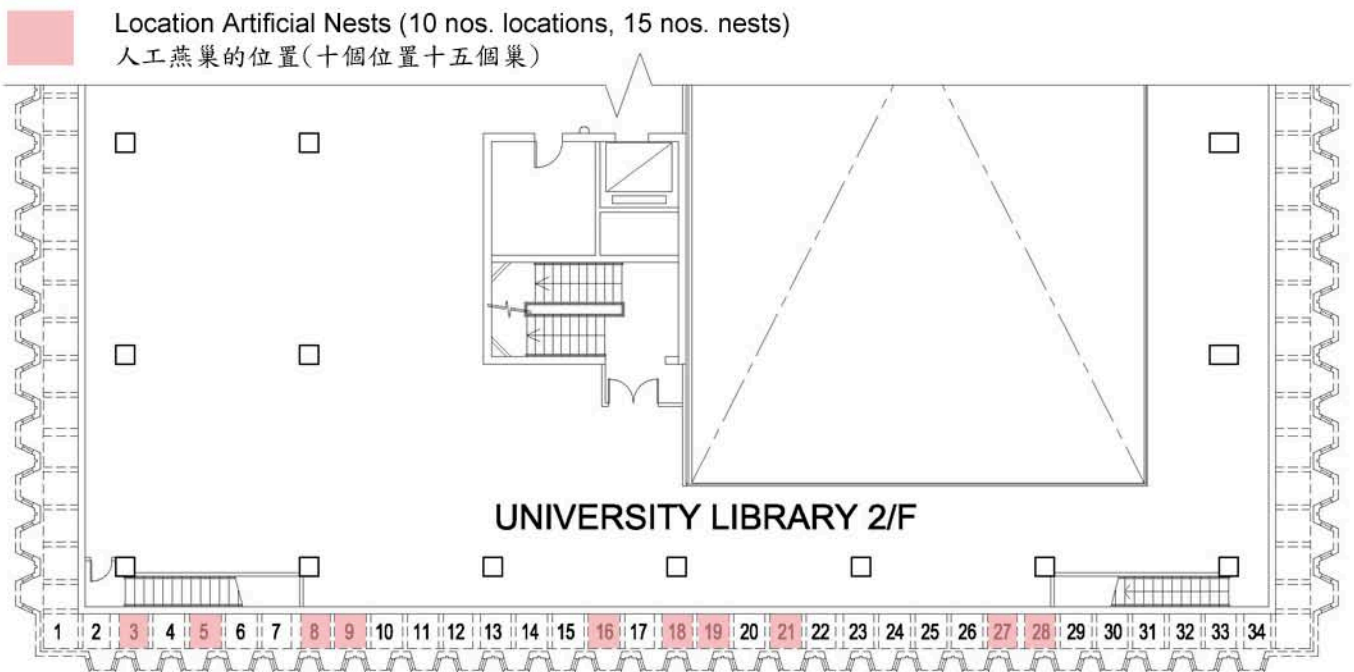 Location Artificial Nests (10 nos. locations, 15 nos. nests)
人工燕巢的位置(十個位置十五個巢)
UNIVERSITY LIBRARY 2/F
1 2 3 4 5 6 7 8 9 10 11 12 13 14 15 16 17 18 19 20 21 22 23 24 25 26 27 28 29 30 31 32 33 34